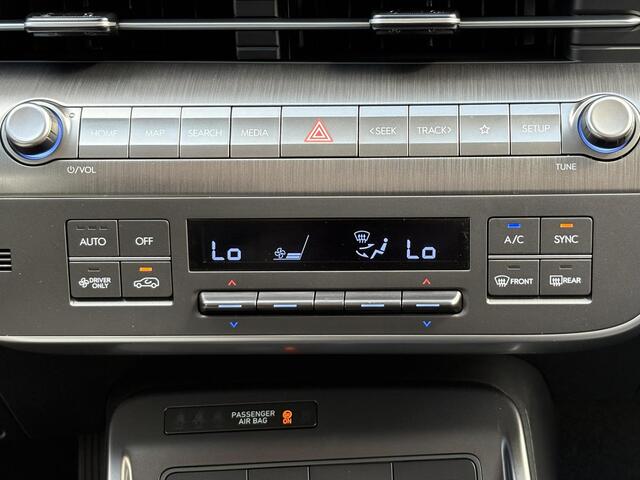 HOME MAP SEARCH MEDIA <SEEK TRACK> SETUP
/VOL TUNE
AUTO OFF Lo Lo A/C SYNC
DRIVER ONLY FRONT REAR
PASSENGER
AIR BAG ON